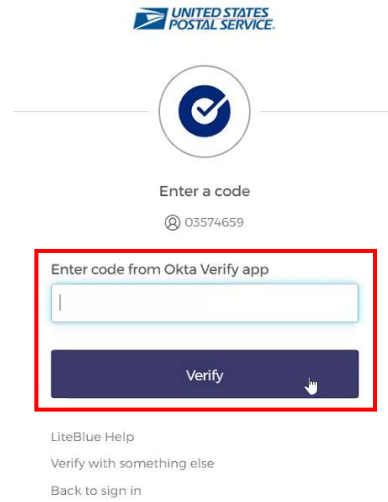 UNITED STATES
POSTAL SERVICE.
Enter a code
03574659
Enter code from Okta Verify app
Verify
LiteBlue Help
Verify with something else
Back to sign in